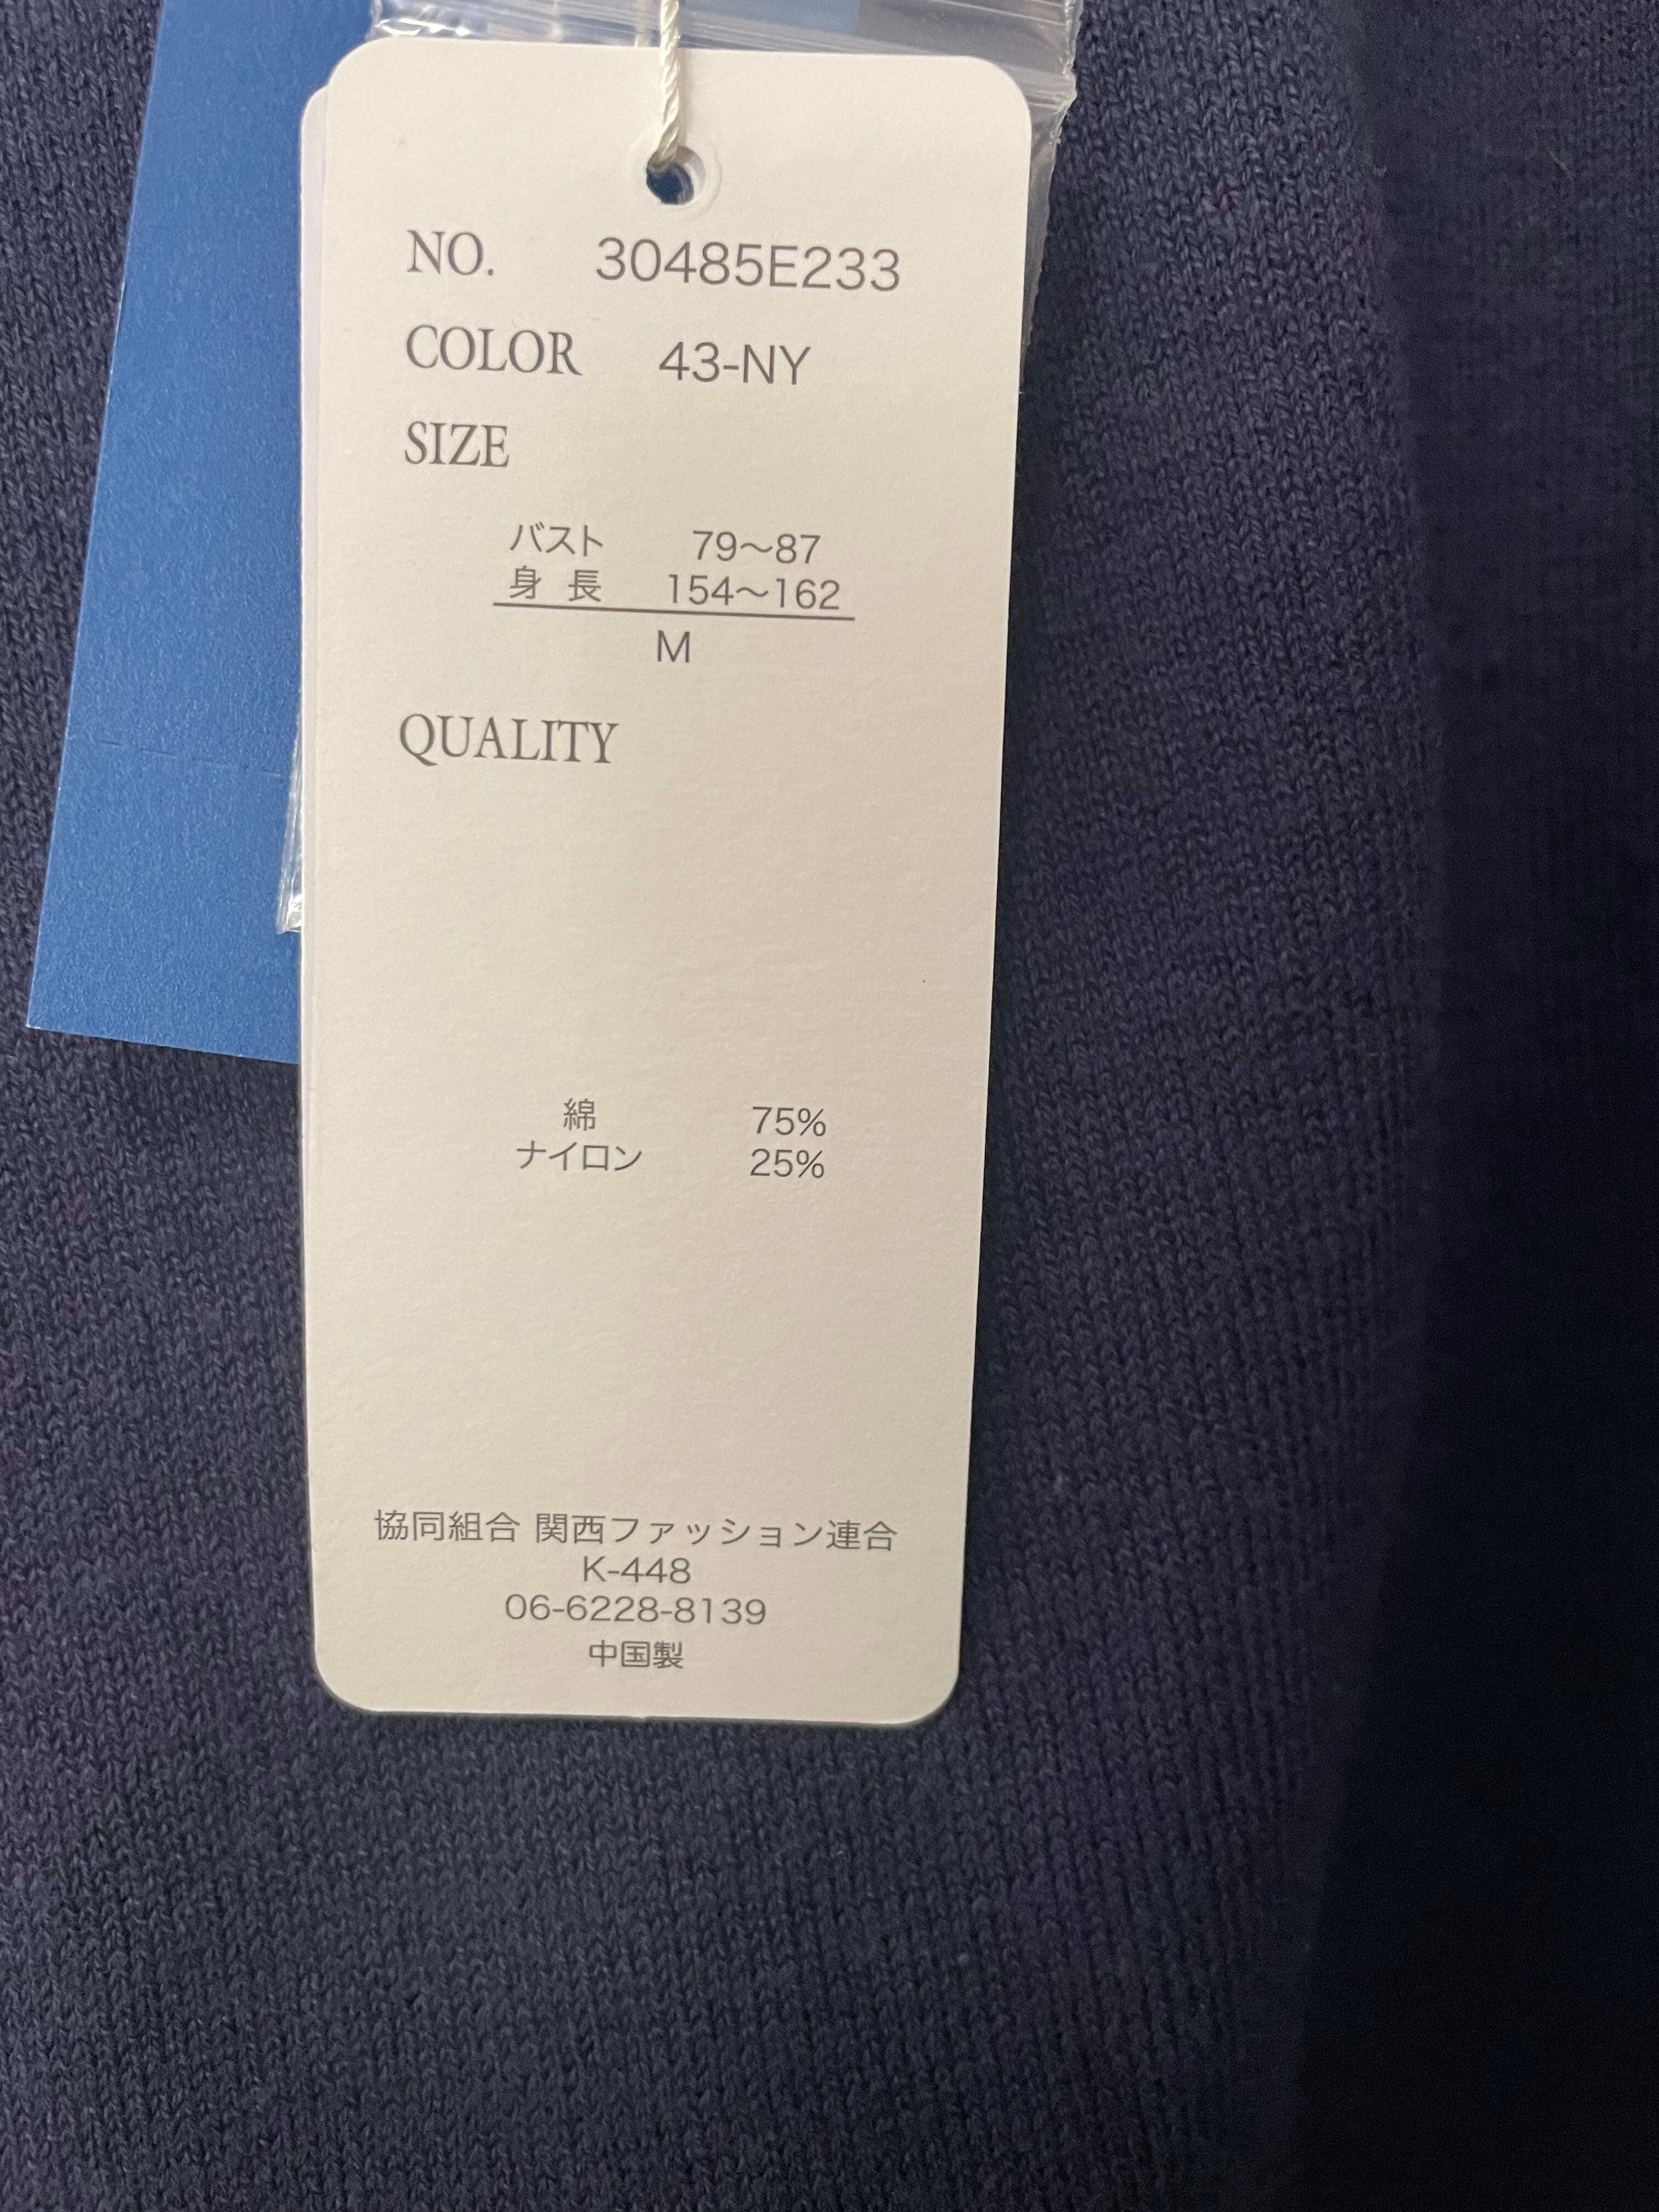 NO. 30485E233
COLOR 43-NY
SIZE
バスト 79〜87
身 長 154〜162
M
QUALITY
綿 75%
ナイロン 25%
協同組合 関西ファッション連合
K-448
06-6228-8139
中国製